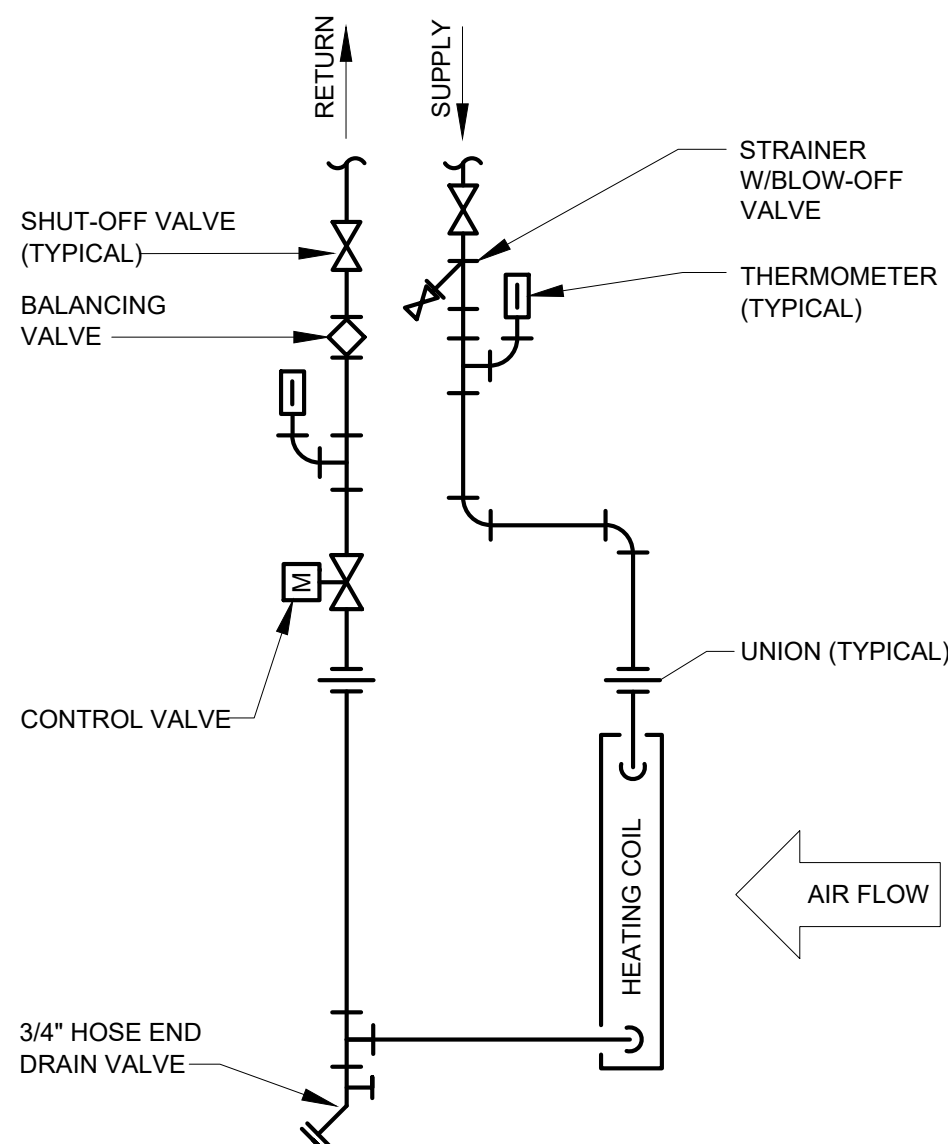 RETURN
SUPPLY
STRAINER
W/BLOW-OFF
VALVE
SHUT-OFF VALVE
(TYPICAL)
THERMOMETER
(TYPICAL)
BALANCING
VALVE
M
UNION (TYPICAL)
CONTROL VALVE
HEATING COIL
AIR FLOW
3/4" HOSE END
DRAIN VALVE